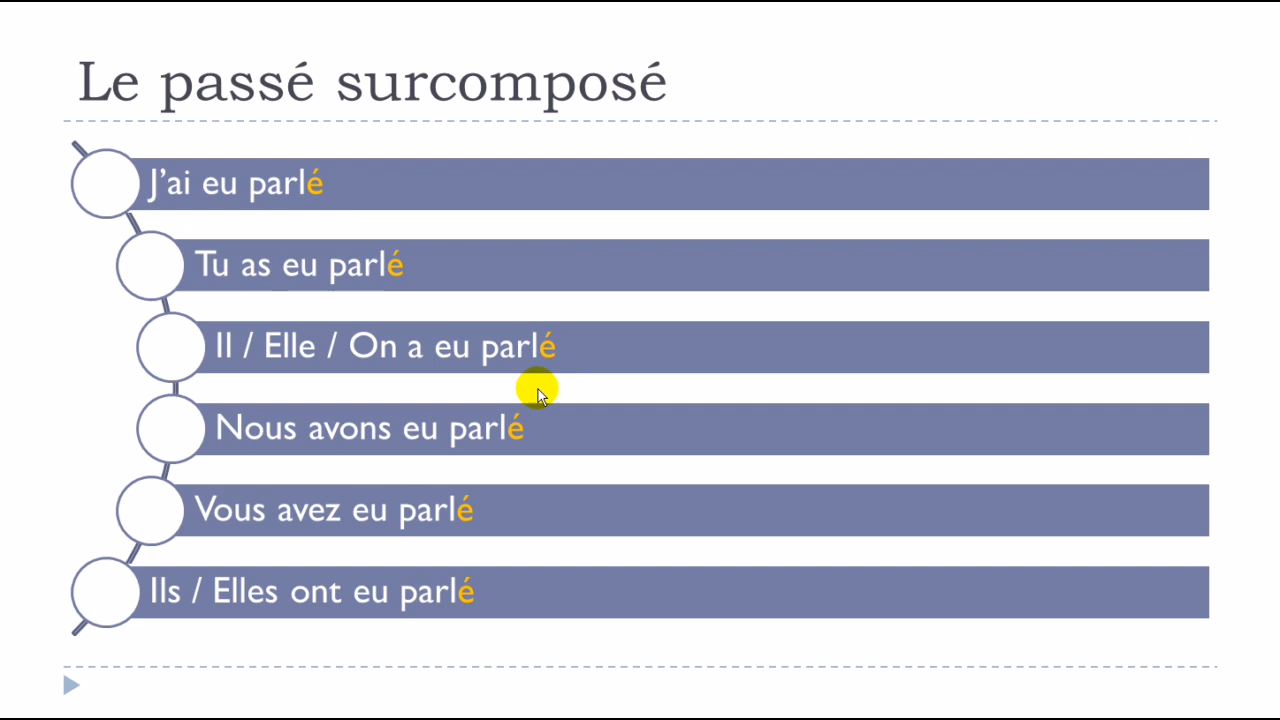 Le passé surcomposé
J’ai eu parlé
Tu as eu parlé
Il / Elle / On a eu parlé
Nous avons eu parlé
Vous avez eu parlé
Ils / Elles ont eu parlé